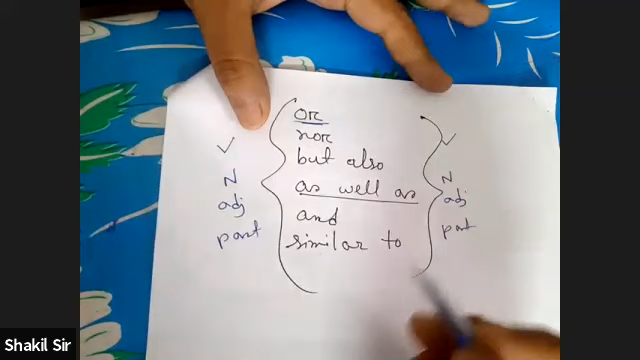 or
nor
V but also V
N as well as N
adj and adj
part similar to part
Shakil Sir